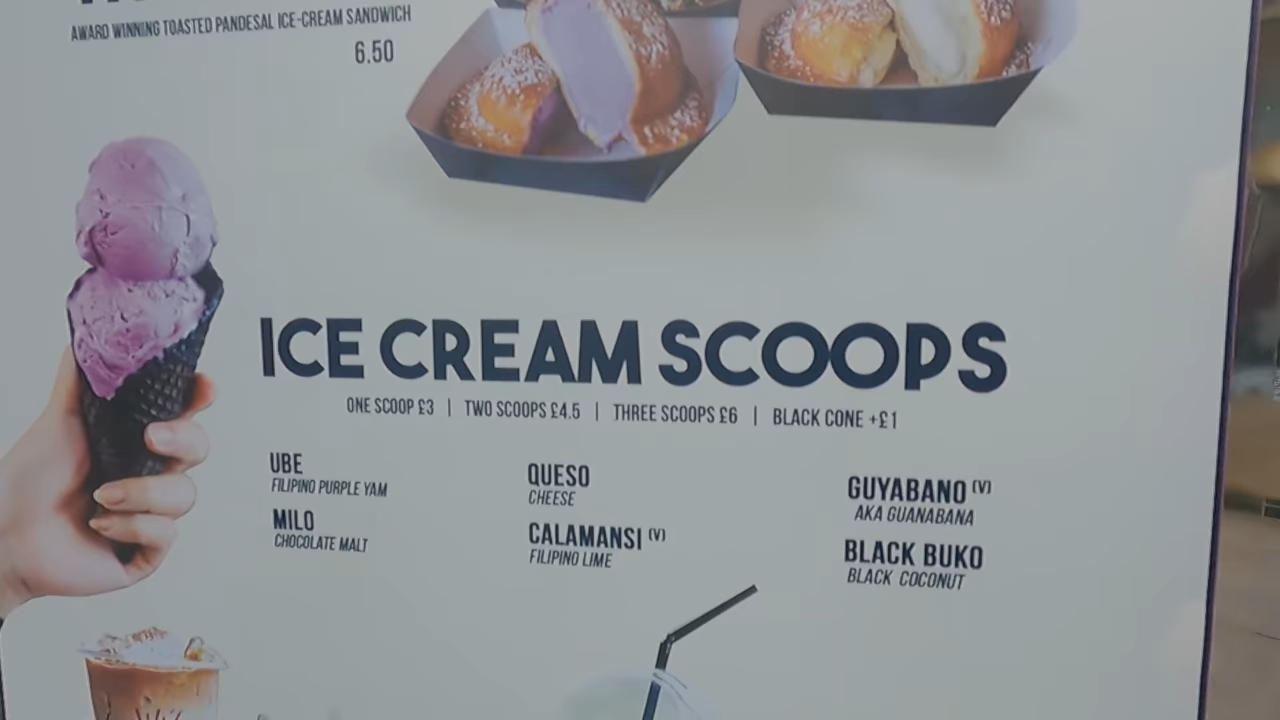 AWARD WINNING TOASTED PANDESAL ICE-CREAM SANDWICH
6.50
ICE CREAM SCOOPS
ONE SCOOP £3 | TWO SCOOPS £4.5 | THREE SCOOPS £6 | BLACK CONE +£1
UBE
FILIPINO PURPLE YAM
MILO
CHOCOLATE MALT
QUESO
CHEESE
CALAMANSI (V)
FILIPINO LIME
GUYABANO (V)
AKA GUANABANA
BLACK BUKO
BLACK COCONUT